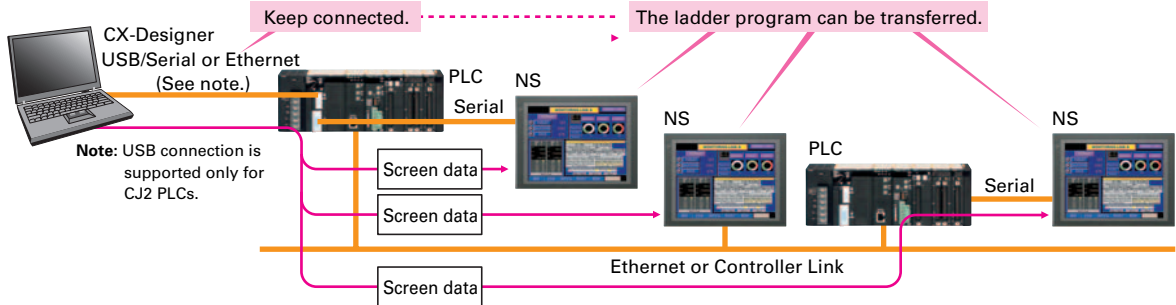 Keep connected.
The ladder program can be transferred.
CX-Designer
USB/Serial or Ethernet
(See note.)
PLC
NS
Serial
NS
NS
PLC
Serial
Note: USB connection is
supported only for
CJ2 PLCs.
Screen data
Screen data
Ethernet or Controller Link
Screen data